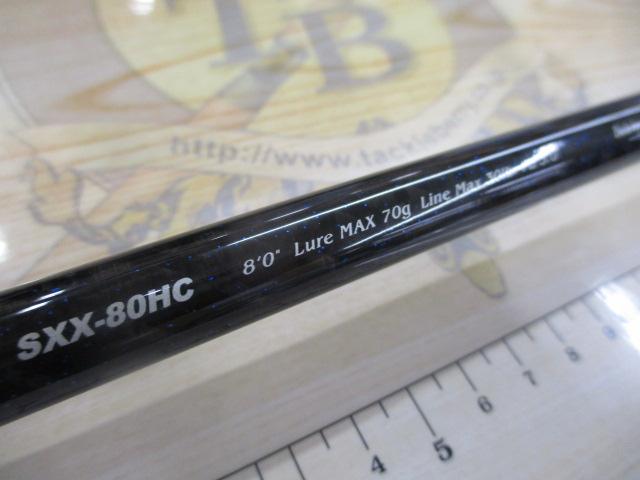 TB
http://www.tackleberry.co.
SXX-80HC 8'0" Lure MAX 70g Line Max
4 5 6 7 8 9